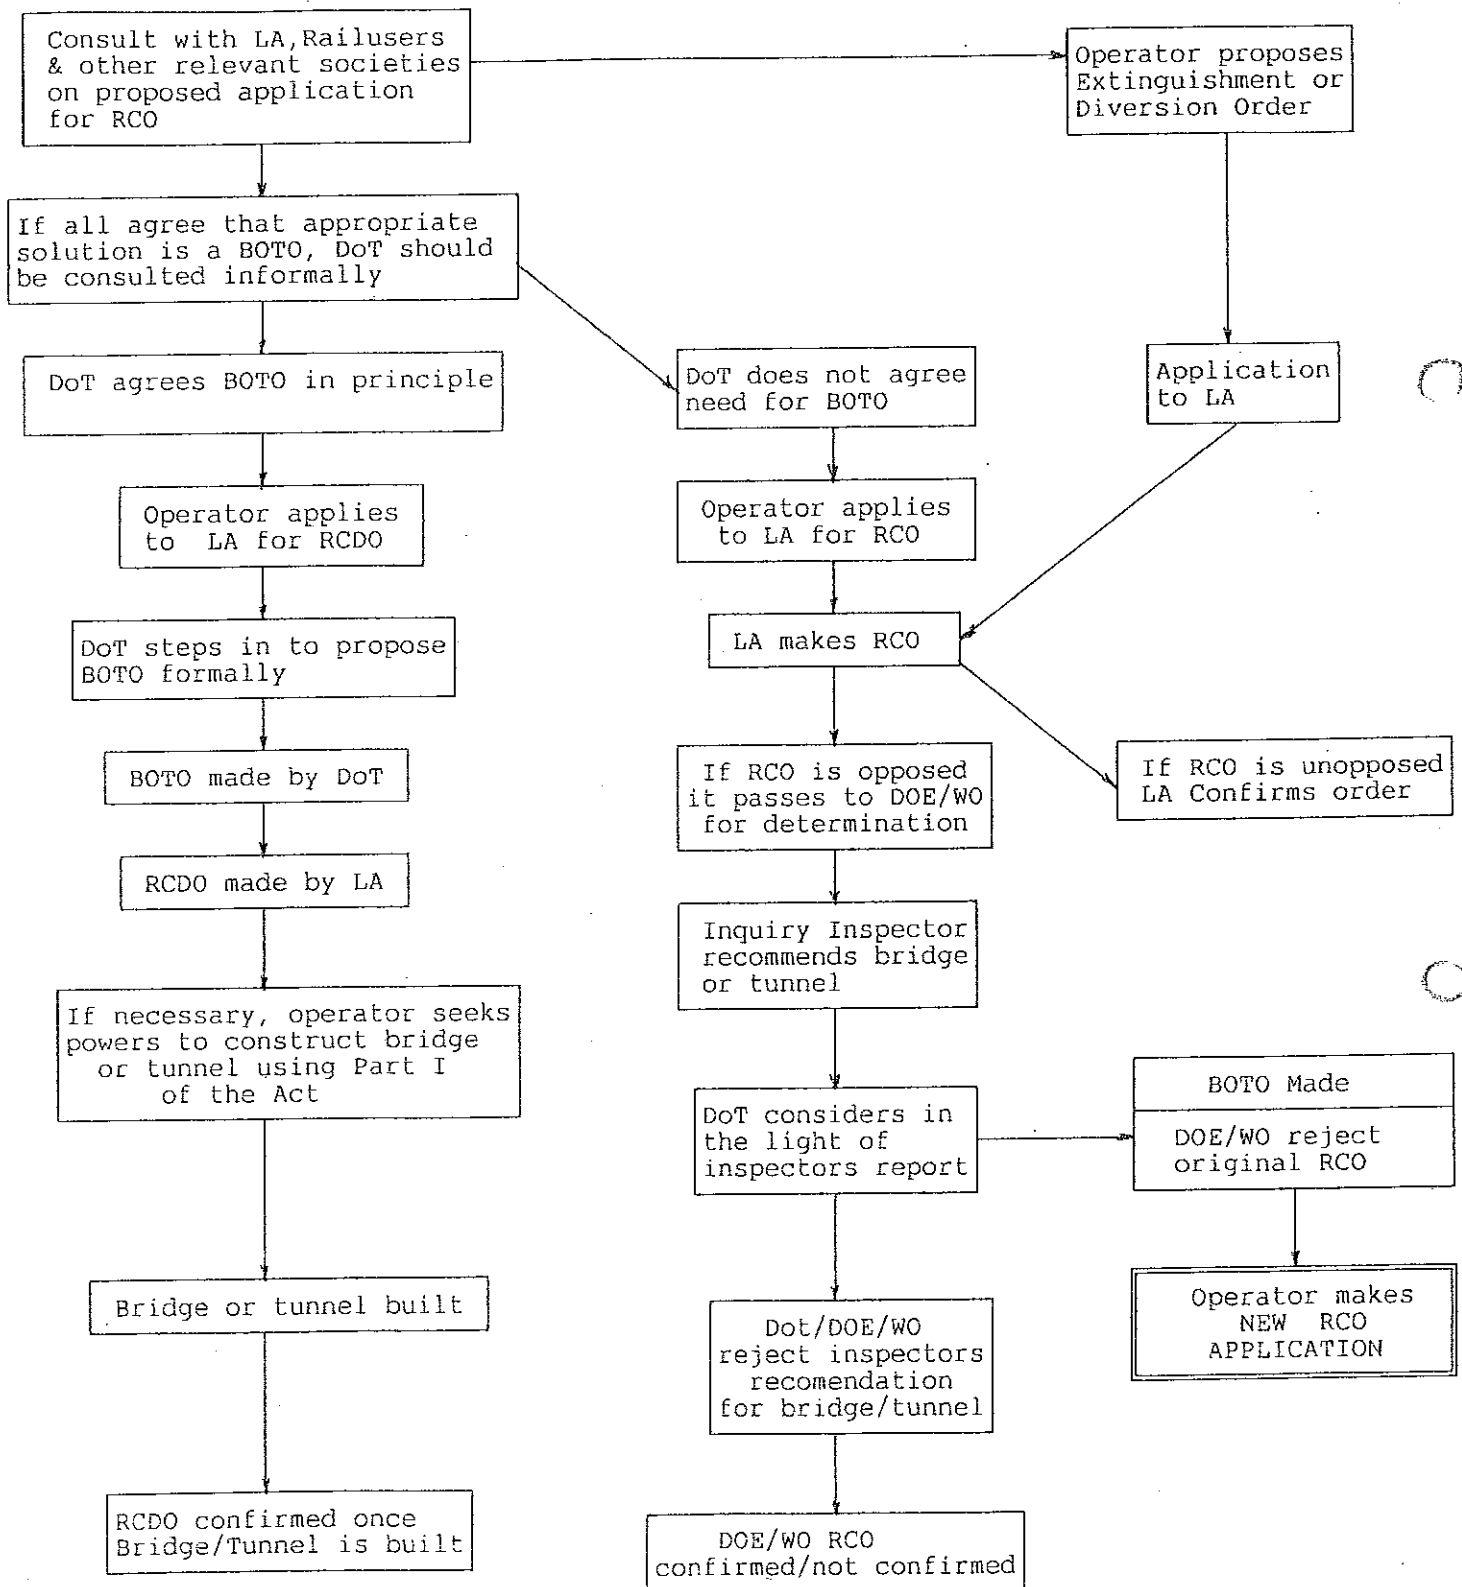 Consult with LA,Railusers
& other relevant societies
on proposed application
for RCO
Operator proposes
Extinguishment or
Diversion Order
If all agree that appropriate
solution is a BOTO, DoT should
be consulted informally
DoT agrees BOTO in principle
DoT does not agree
need for BOTO
Application
to LA
Operator applies
to LA for RCDO
Operator applies
to LA for RCO
DoT steps in to propose
BOTO formally
LA makes RCO
BOTO made by DoT
If RCO is opposed
it passes to DOE/WO
for determination
If RCO is unopposed
LA Confirms order
RCDO made by LA
Inquiry Inspector
recommends bridge
or tunnel
If necessary, operator seeks
powers to construct bridge
or tunnel using Part I
of the Act
DoT considers in
the light of
inspectors report
BOTO Made
DOE/WO reject
original RCO
Bridge or tunnel built
Dot/DOE/WO
reject inspectors
recomendation
for bridge/tunnel
Operator makes
NEW RCO
APPLICATION
RCDO confirmed once
Bridge/Tunnel is built
DOE/WO RCO
confirmed/not confirmed